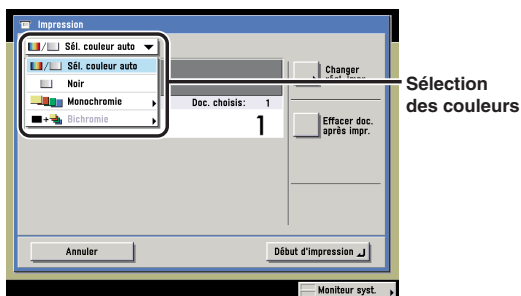 Impression
Sél. couleur auto
Sél. couleur auto
Noir
Monochromie
Bichromie
Doc. choisis: 1
1
Changer
Effacer doc.
après impr.
Annuler
Début d'impression
Moniteur syst.
Sélection
des couleurs